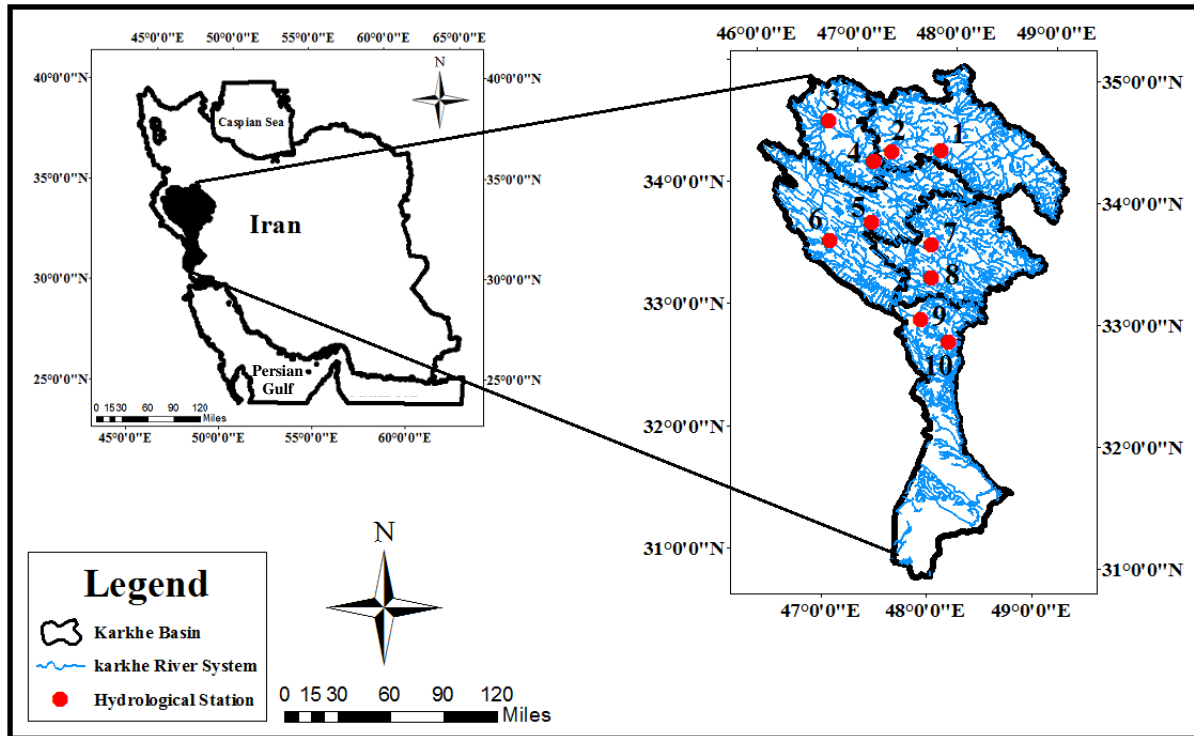 45°0'0"E 50°0'0"E 55°0'0"E 60°0'0"E 65°0'0"E
40°0'0"N
35°0'0"N
30°0'0"N
25°0'0"N
N
Caspian Sea
Iran
Persian
Gulf
40°0'0"N
35°0'0"N
30°0'0"N
25°0'0"N
0 15 30 60 90 120
Miles
45°0'0"E 50°0'0"E 55°0'0"E 60°0'0"E
46°0'0"E 47°0'0"E 48°0'0"E 49°0'0"E
34°0'0"N
33°0'0"N
32°0'0"N
31°0'0"N
3
2
1
4
5
6
7
8
9
10
35°0'0"N
34°0'0"N
33°0'0"N
32°0'0"N
31°0'0"N
47°0'0"E 48°0'0"E 49°0'0"E
Legend
Karkhe Basin
karkhe River System
Hydrological Station
N
0 15 30 60 90 120
Miles